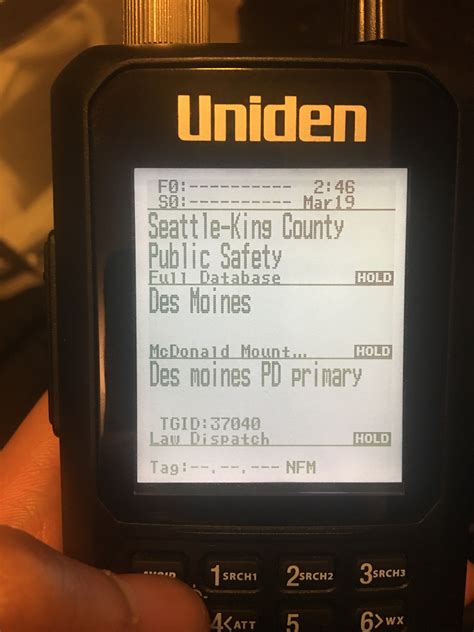 Uniden
F0:---------- 2:46
S0:---------- Mar19
Seattle-King County
Public Safety
Full Database HOLD
Des Moines
McDonald Mount... HOLD
Des moines PD primary
TGID:37040
Law Dispatch HOLD
Tag:--.--.--- NFM
AVOID 1 SRCH1 2 SRCH2 3 SRCH3
4 < ATT 5 6 > WX